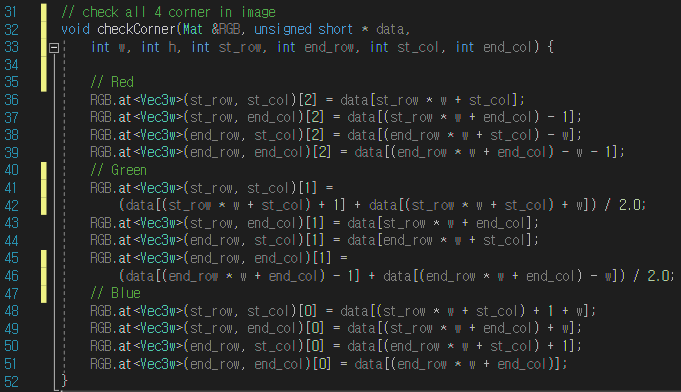 31 // check all 4 corner in image
32 void checkCorner(Mat &RGB, unsigned short * data,
33 int w, int h, int st_row, int end_row, int st_col, int end_col) {
34
35 // Red
36 RGB.at<Vec3w>(st_row, st_col)[2] = data[st_row * w + st_col];
37 RGB.at<Vec3w>(st_row, end_col)[2] = data[(st_row * w + end_col) - 1];
38 RGB.at<Vec3w>(end_row, st_col)[2] = data[(end_row * w + st_col) - w];
39 RGB.at<Vec3w>(end_row, end_col)[2] = data[(end_row * w + end_col) - w - 1];
40 // Green
41 RGB.at<Vec3w>(st_row, st_col)[1] =
42 (data[(st_row * w + st_col) + 1] + data[(st_row * w + st_col) + w]) / 2.0;
43 RGB.at<Vec3w>(st_row, end_col)[1] = data[st_row * w + end_col];
44 RGB.at<Vec3w>(end_row, st_col)[1] = data[end_row * w + st_col];
45 RGB.at<Vec3w>(end_row, end_col)[1] =
46 (data[(end_row * w + end_col) - 1] + data[(end_row * w + end_col) - w]) / 2.0;
47 // Blue
48 RGB.at<Vec3w>(st_row, st_col)[0] = data[(st_row * w + st_col) + 1 + w];
49 RGB.at<Vec3w>(st_row, end_col)[0] = data[(st_row * w + end_col) + w];
50 RGB.at<Vec3w>(end_row, st_col)[0] = data[(end_row * w + st_col) + 1];
51 RGB.at<Vec3w>(end_row, end_col)[0] = data[(end_row * w + end_col)];
52 }